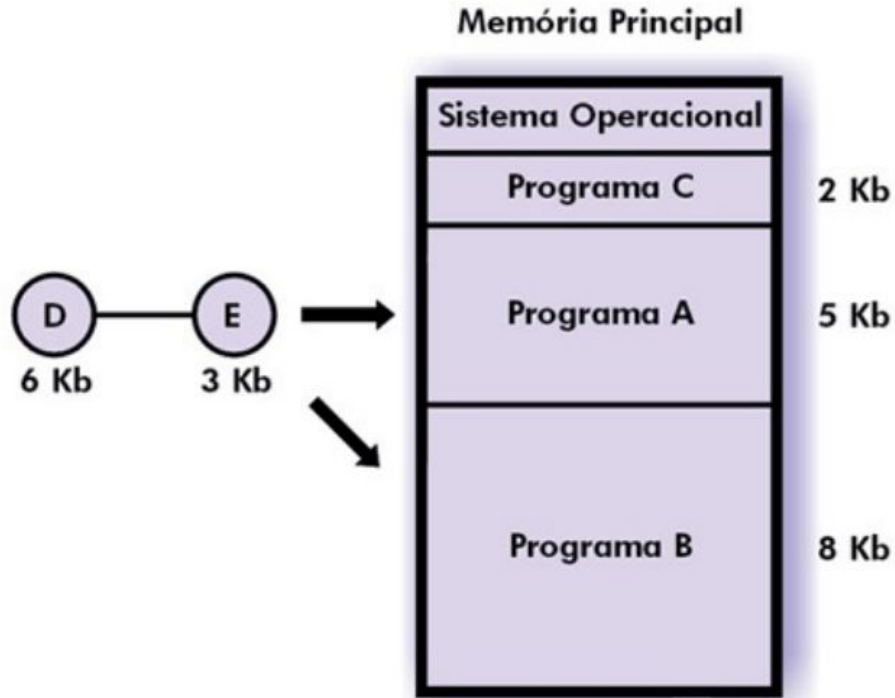 Memória Principal
Sistema Operacional
Programa C
2 Kb
D
E
Programa A
5 Kb
6 Kb
3 Kb
Programa B
8 Kb